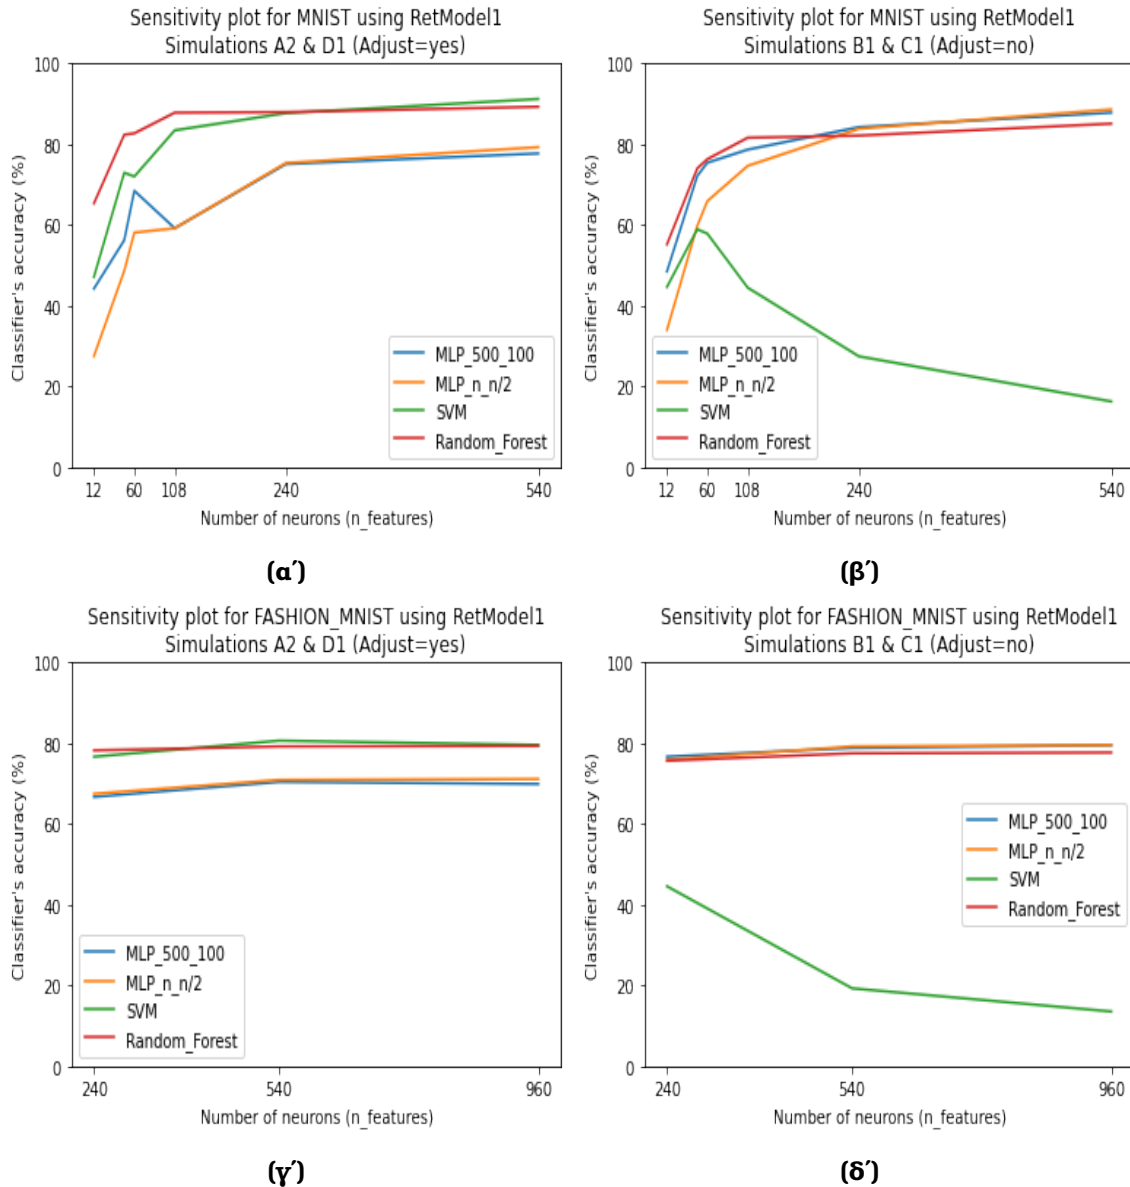 Sensitivity plot for MNIST using RetModel1
Simulations A2 & D1 (Adjust=yes)
Classifier's accuracy (%)
100
80
60
40
20
0
MLP_500_100
MLP_n_n/2
SVM
Random_Forest
12 60 108 240 540
Number of neurons (n_features)
(α΄)
Sensitivity plot for MNIST using RetModel1
Simulations B1 & C1 (Adjust=no)
Classifier's accuracy (%)
100
80
60
40
20
0
MLP_500_100
MLP_n_n/2
SVM
Random_Forest
12 60 108 240 540
Number of neurons (n_features)
(β΄)
Sensitivity plot for FASHION_MNIST using RetModel1
Simulations A2 & D1 (Adjust=yes)
Classifier's accuracy (%)
100
80
60
40
20
0
MLP_500_100
MLP_n_n/2
SVM
Random_Forest
240 540 960
Number of neurons (n_features)
(γ΄)
Sensitivity plot for FASHION_MNIST using RetModel1
Simulations B1 & C1 (Adjust=no)
Classifier's accuracy (%)
100
80
60
40
20
0
MLP_500_100
MLP_n_n/2
SVM
Random_Forest
240 540 960
Number of neurons (n_features)
(δ΄)